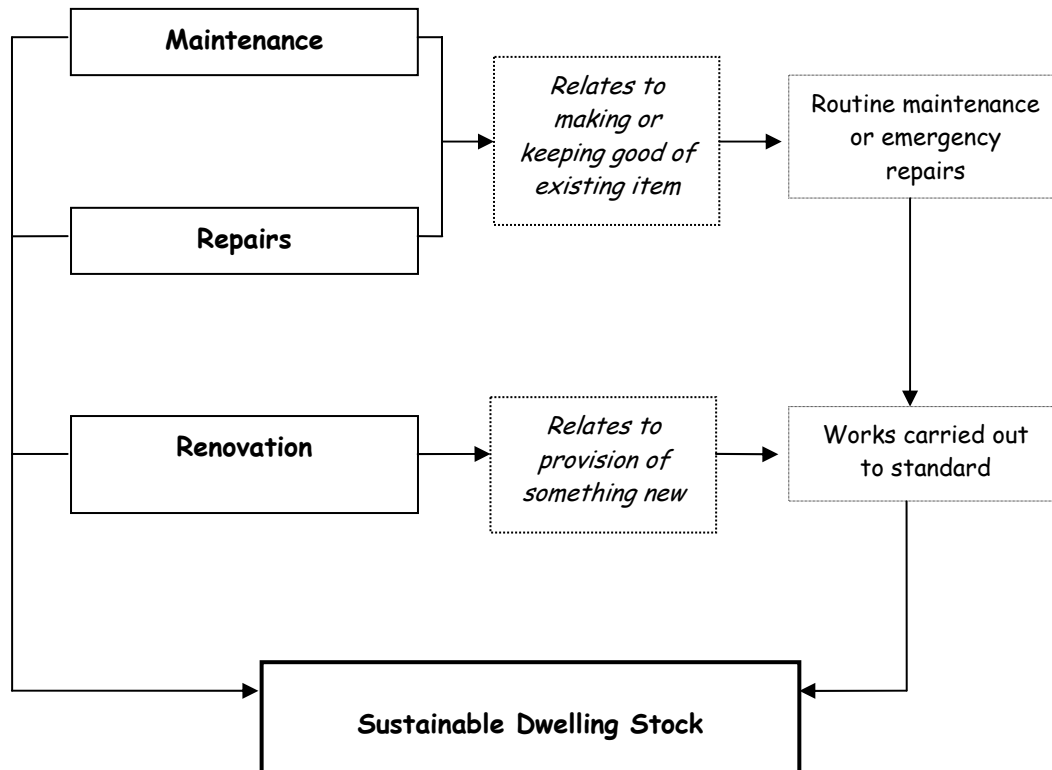 Maintenance
Relates to
making or
keeping good of
existing item
Routine maintenance
or emergency
repairs
Repairs
Renovation
Relates to
provision of
something new
Works carried out
to standard
Sustainable Dwelling Stock